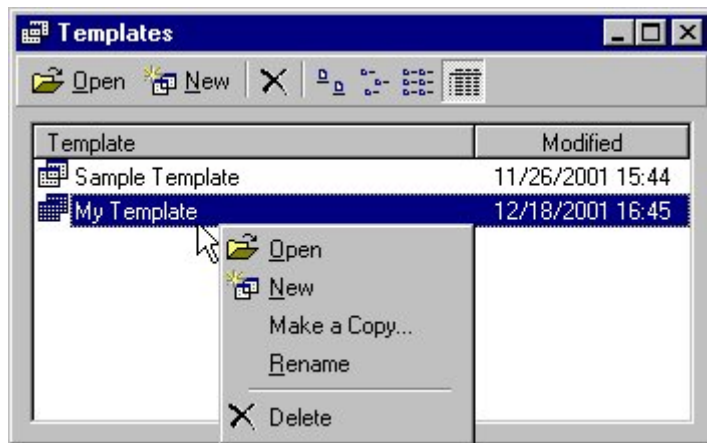 Templates
Open New
Template Modified
Sample Template 11/26/2001 15:44
My Template 12/18/2001 16:45
Open
New
Make a Copy...
Rename
Delete